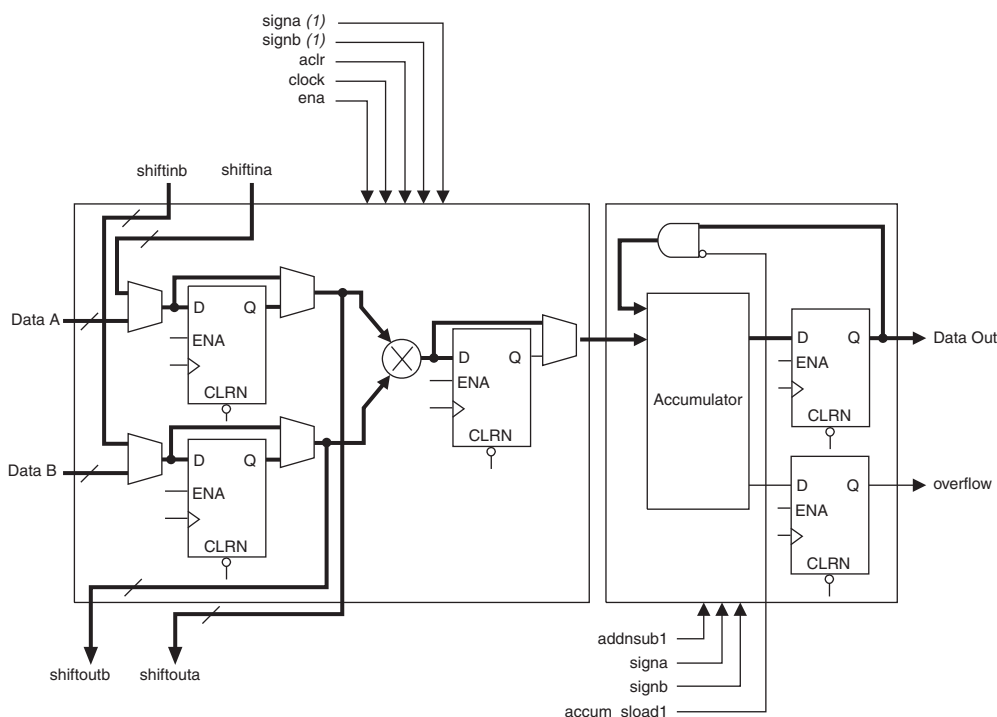 signa (1)
signb (1)
aclr
clock
ena
shiftinb
shiftina
Data A
D
Q
ENA
CLRN
D
Q
ENA
CLRN
Accumulator
D
Q
ENA
CLRN
Data Out
Data B
D
Q
ENA
CLRN
D
Q
ENA
CLRN
overflow
shiftoutb
shiftouta
addnsub1
signa
signb
accum_sload1